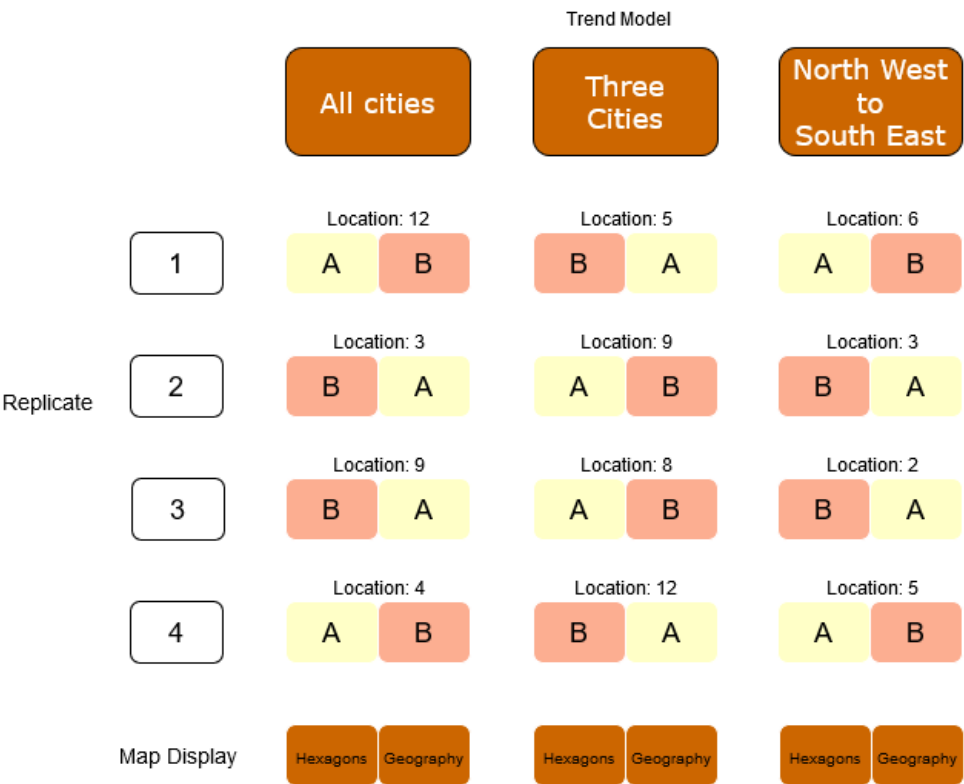 Trend Model
All cities
Three
Cities
North West
to
South East
Location: 12
Location: 5
Location: 6
1
A B
B A
A B
Location: 3
Location: 9
Location: 3
Replicate
2
B A
A B
B A
Location: 9
Location: 8
Location: 2
3
B A
A B
B A
Location: 4
Location: 12
Location: 5
4
A B
B A
A B
Map Display
Hexagons Geography
Hexagons Geography
Hexagons Geography